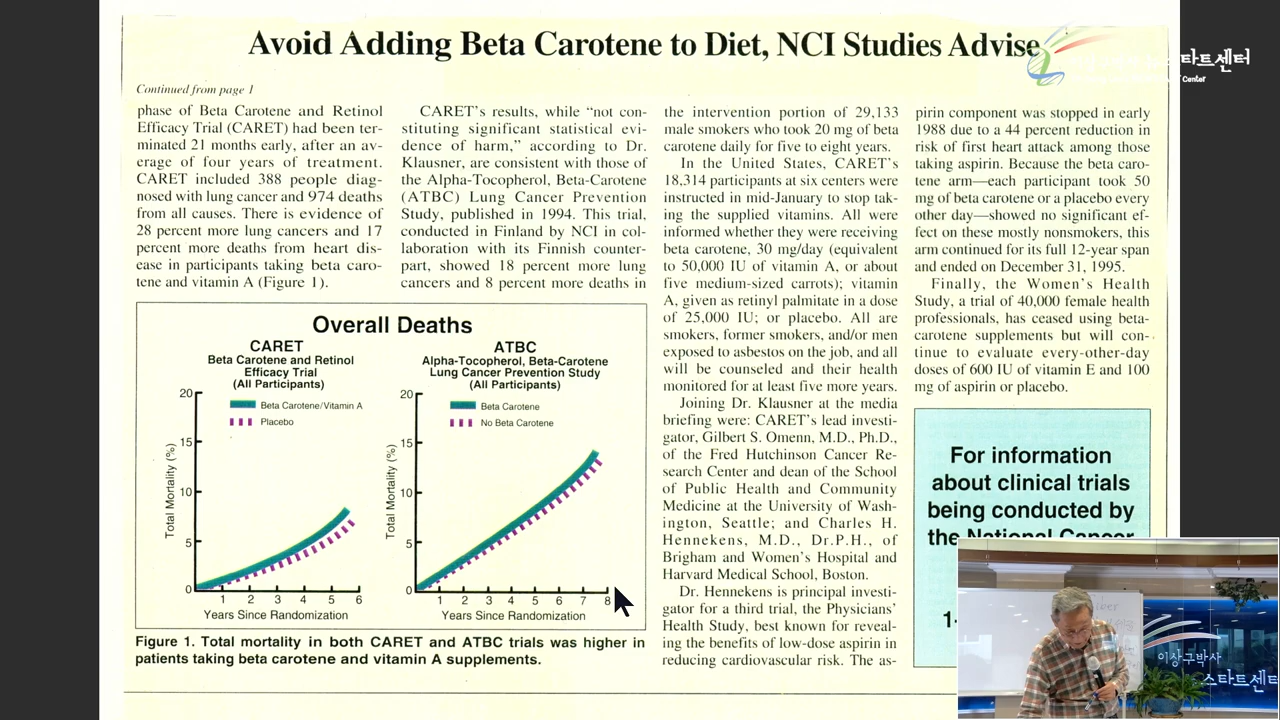 Avoid Adding Beta Carotene to Diet, NCI Studies Advise
타트센터
Center
Continued from page 1
phase of Beta Carotene and Retinol
Efficacy Trial (CARET) had been ter-
minated 21 months early, after an av-
erage of four years of treatment.
CARET included 388 people diag-
nosed with lung cancer and 974 deaths
from all causes. There is evidence of
28 percent more lung cancers and 17
percent more deaths from heart dis-
ease in participants taking beta caro-
tene and vitamin A (Figure 1).
CARET's results, while “not con-
stituting significant statistical evi-
dence of harm,” according to Dr.
Klausner, are consistent with those of
the Alpha-Tocopherol, Beta-Carotene
(ATBC) Lung Cancer Prevention
Study, published in 1994. This trial,
conducted in Finland by NCI in col-
laboration with its Finnish counter-
part, showed 18 percent more lung
cancers and 8 percent more deaths in
Overall Deaths
CARET
Beta Carotene and Retinol
Efficacy Trial
(All Participants)
Beta Carotene/Vitamin A
Placebo
Total Mortality (%)
20
15
10
5
0
1 2 3 4 5 6
Years Since Randomization
ATBC
Alpha-Tocopherol, Beta-Carotene
Lung Cancer Prevention Study
(All Participants)
Beta Carotene
No Beta Carotene
Total Mortality (%)
20
15
10
5
0
1 2 3 4 5 6 7 8
Years Since Randomization
Figure 1. Total mortality in both CARET and ATBC trials was higher in
patients taking beta carotene and vitamin A supplements.
the intervention portion of 29,133
male smokers who took 20 mg of beta
carotene daily for five to eight years.
In the United States, CARET's
18,314 participants at six centers were
instructed in mid-January to stop tak-
ing the supplied vitamins. All were
informed whether they were receiving
beta carotene, 30 mg/day (equivalent
to 50,000 IU of vitamin A, or about
five medium-sized carrots); vitamin
A, given as retinyl palmitate in a dose
of 25,000 IU; or placebo. All are
smokers, former smokers, and/or men
exposed to asbestos on the job, and all
will be counseled and their health
monitored for at least five more years.
Joining Dr. Klausner at the media
briefing were: CARET's lead investi-
gator, Gilbert S. Omenn, M.D., Ph.D.,
of the Fred Hutchinson Cancer Re-
search Center and dean of the School
of Public Health and Community
Medicine at the University of Wash-
ington, Seattle; and Charles H.
Hennekens, M.D., Dr.P.H., of
Brigham and Women's Hospital and
Harvard Medical School, Boston.
Dr. Hennekens is principal investi-
gator for a third trial, the Physicians'
Health Study, best known for reveal-
ing the benefits of low-dose aspirin in
reducing cardiovascular risk. The as-
pirin component was stopped in early
1988 due to a 44 percent reduction in
risk of first heart attack among those
taking aspirin. Because the beta caro-
tene arm—each participant took 50
mg of beta carotene or a placebo every
other day—showed no significant ef-
fect on these mostly nonsmokers, this
arm continued for its full 12-year span
and ended on December 31, 1995.
Finally, the Women's Health
Study, a trial of 40,000 female health
professionals, has ceased using beta-
carotene supplements but will con-
tinue to evaluate every-other-day
doses of 600 IU of vitamin E and 100
mg of aspirin or placebo.
For information
about clinical trials
being conducted by
the National Cancer
1-
이상구박사
스타트센터